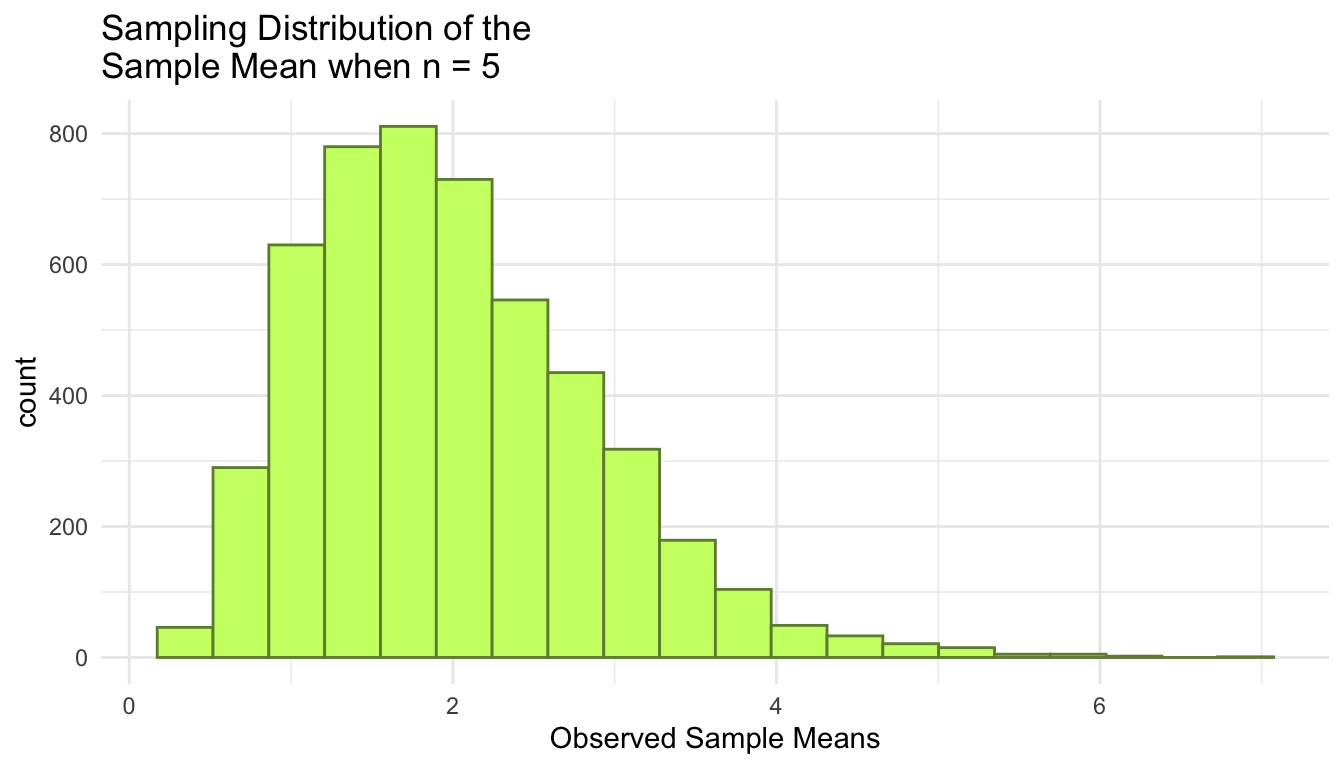 Sampling Distribution of the
Sample Mean when n = 5
800
600
400
200
0
count
0 2 4 6
Observed Sample Means